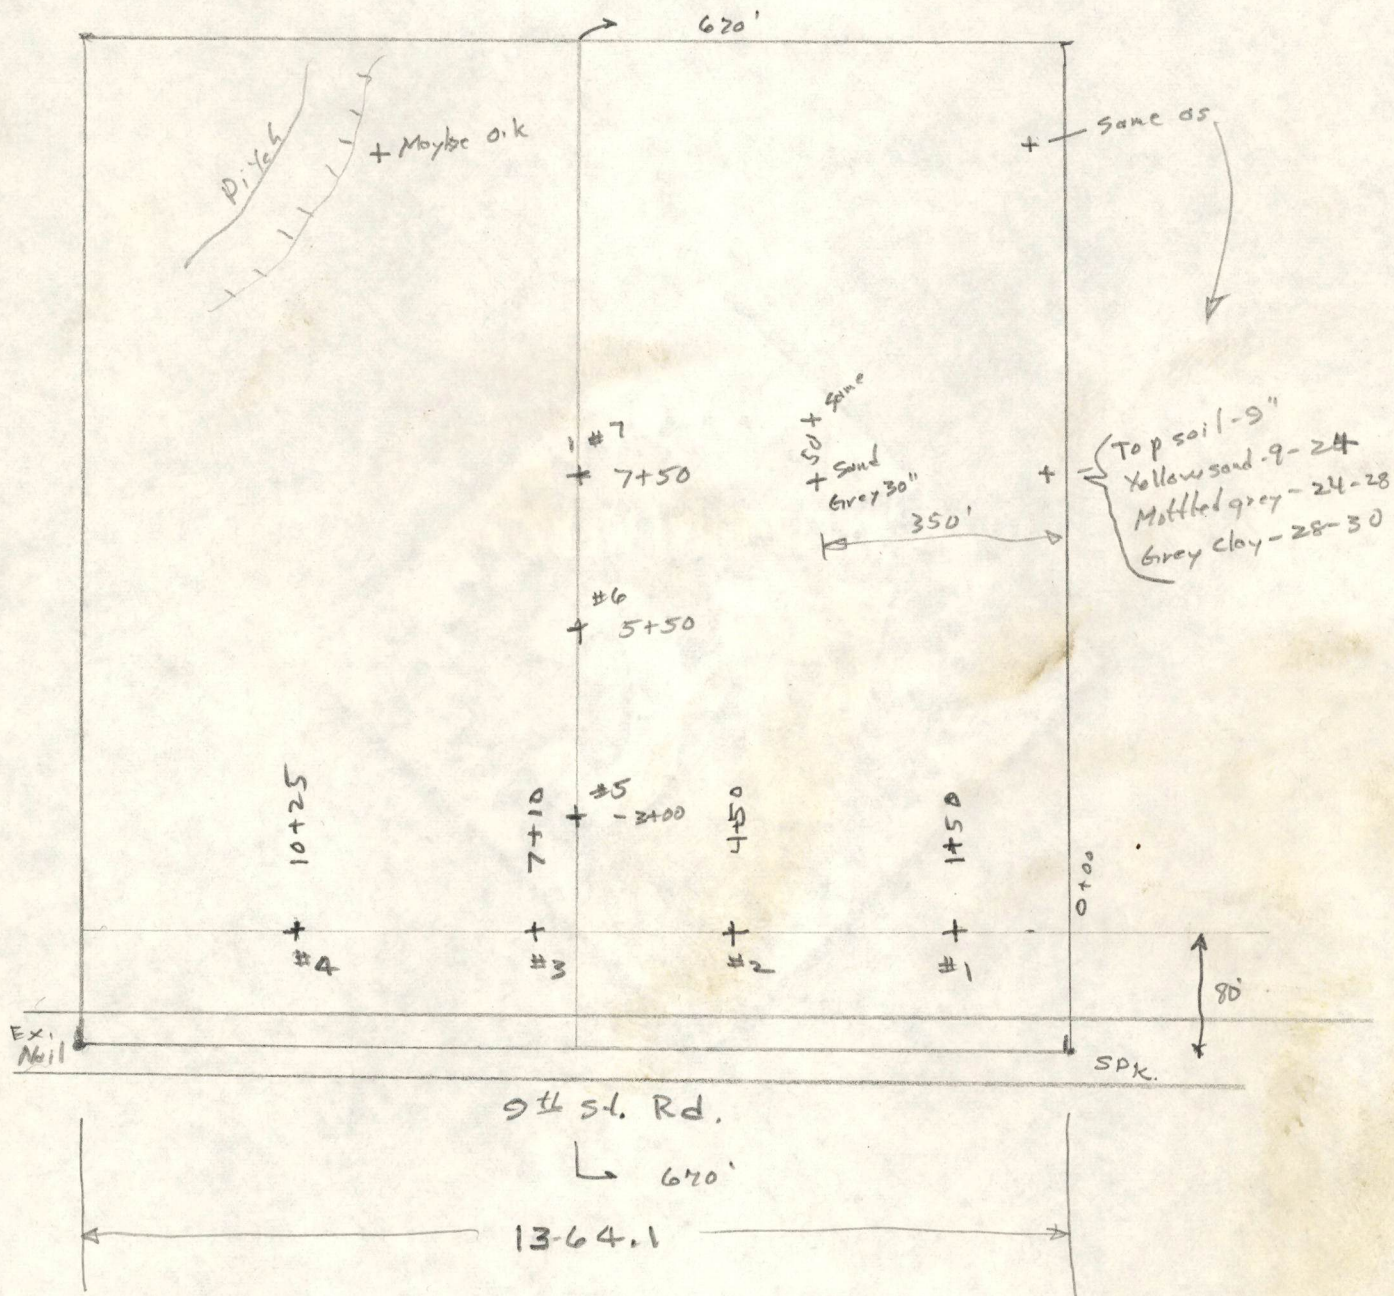 670'
Ditch
+ Maybe o.k
Same as
#7
7+50
+ same
50
+ Sand
Grey 30"
350'
Top soil - 9"
Yellow sand - 9 - 24
Mottled grey - 24 - 28
Grey Clay - 28 - 30
#6
5+50
#5
- 3+00
10+25
7+10
4+50
1+50
0+00
#4
#3
#2
#1
80'
Ex.
Nail
SPK.
9th St. Rd.
670'
1364.1